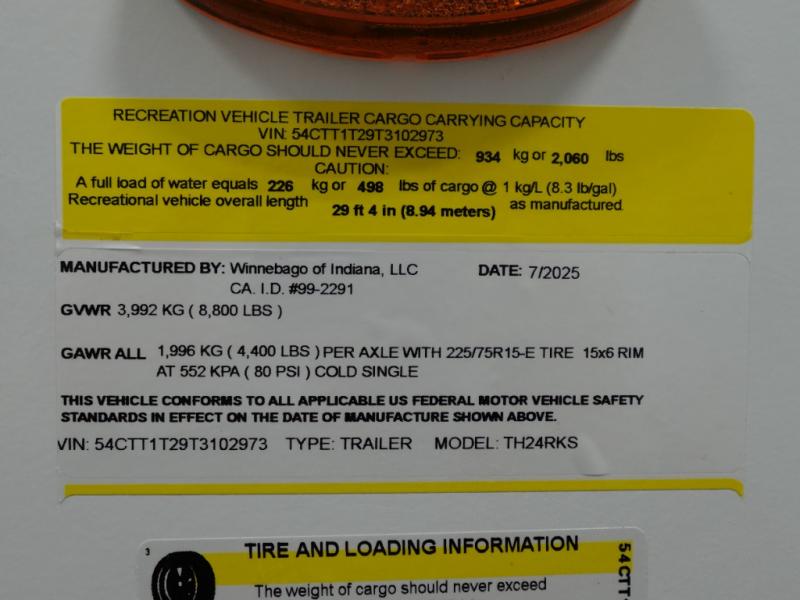 RECREATION VEHICLE TRAILER CARGO CARRYING CAPACITY
VIN: 54CTT1T29T3102973
THE WEIGHT OF CARGO SHOULD NEVER EXCEED: 934 kg or 2,060 lbs
CAUTION:
A full load of water equals 226 kg or 498 lbs of cargo @ 1 kg/L (8.3 lb/gal)
Recreational vehicle overall length 29 ft 4 in (8.94 meters) as manufactured
MANUFACTURED BY: Winnebago of Indiana, LLC DATE: 7/2025
CA. I.D. #99-2291
GVWR 3,992 KG ( 8,800 LBS )
GAWR ALL 1,996 KG ( 4,400 LBS ) PER AXLE WITH 225/75R15-E TIRE 15x6 RIM
AT 552 KPA ( 80 PSI ) COLD SINGLE
THIS VEHICLE CONFORMS TO ALL APPLICABLE US FEDERAL MOTOR VEHICLE SAFETY
STANDARDS IN EFFECT ON THE DATE OF MANUFACTURE SHOWN ABOVE.
VIN: 54CTT1T29T3102973 TYPE: TRAILER MODEL: TH24RKS
3
TIRE AND LOADING INFORMATION
The weight of cargo should never exceed
54CTT